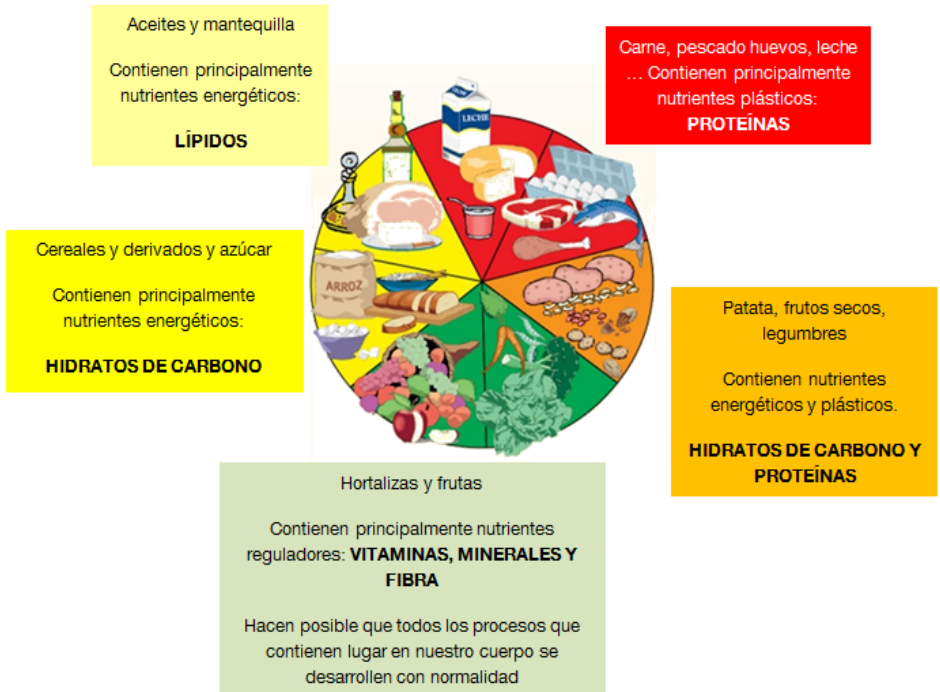 Aceites y mantequilla
Contienen principalmente
nutrientes energéticos:
LÍPIDOS
Carne, pescado huevos, leche
... Contienen principalmente
nutrientes plásticos:
PROTEÍNAS
LECHE
Cereales y derivados y azúcar
Contienen principalmente
nutrientes energéticos:
HIDRATOS DE CARBONO
ARROZ
Patata, frutos secos,
legumbres
Contienen nutrientes
energéticos y plásticos.
HIDRATOS DE CARBONO Y
PROTEÍNAS
Hortalizas y frutas
Contienen principalmente nutrientes
reguladores: VITAMINAS, MINERALES Y
FIBRA
Hacen posible que todos los procesos que
contienen lugar en nuestro cuerpo se
desarrollen con normalidad